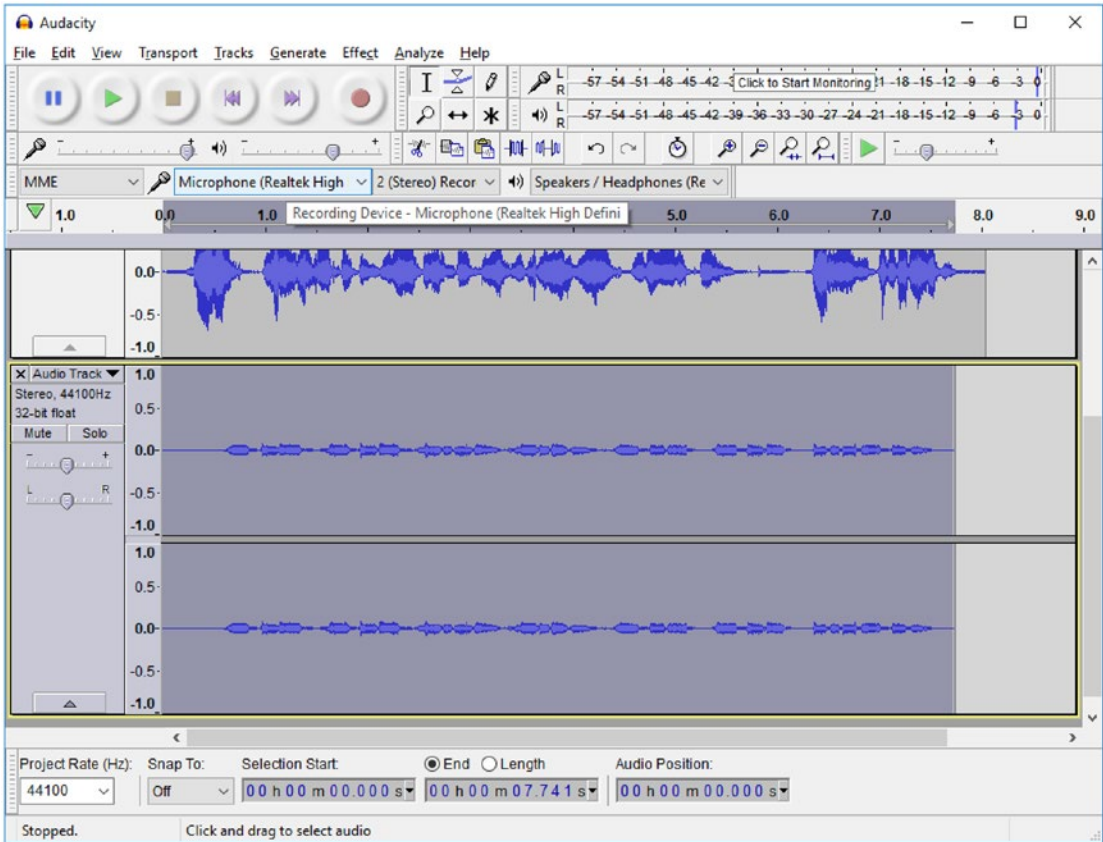 Audacity
File Edit View Transport Tracks Generate Effect Analyze Help
L R -57 -54 -51 -48 -45 -42 Click to Start Monitoring -18 -15 -12 -9 -6 -3 0
L R -57 -54 -51 -48 -45 -42 -39 -36 -33 -30 -27 -24 -21 -18 -15 -12 -9 -6 -3 0
- + - + - +
MME Microphone (Realtek High 2 (Stereo) Recor Speakers / Headphones (Re
1.0 0.0 1.0 5.0 6.0 7.0 8.0 9.0
Recording Device - Microphone (Realtek High Defini
0.0
-0.5
-1.0
X Audio Track 1.0
Stereo, 44100Hz
32-bit float
0.5
Mute Solo
- + 0.0
L R -0.5
-1.0
1.0
0.5
0.0
-0.5
-1.0
Project Rate (Hz): Snap To: Selection Start: End Length Audio Position:
44100 Off 00 h 00 m 00.000 s 00 h 00 m 07.741 s 00 h 00 m 00.000 s
Stopped. Click and drag to select audio